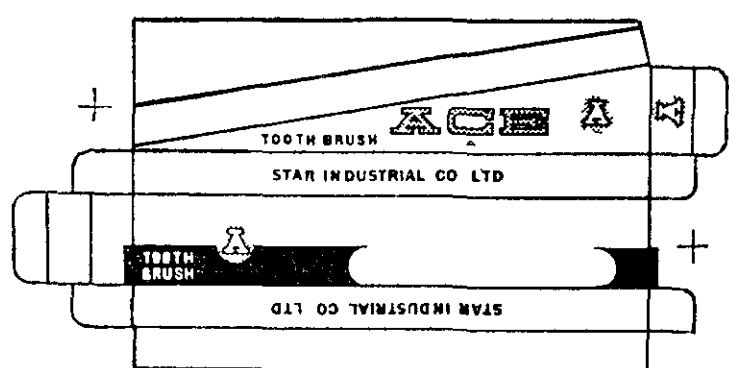 TOOTH BRUSH ACE A A
STAR INDUSTRIAL CO LTD
A
TOOTH
BRUSH
STAR INDUSTRIAL CO LTD